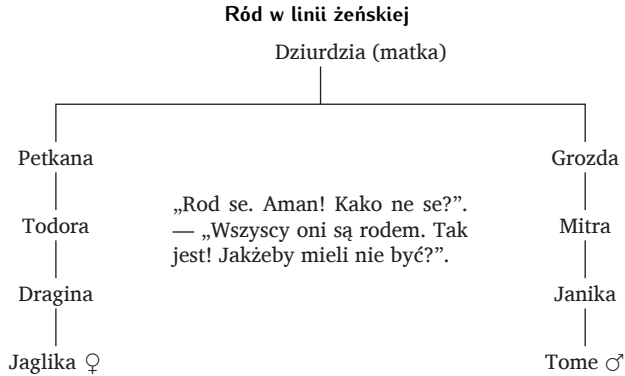 Ród w linii żeńskiej
Dziurdzia (matka)
Petkana
Grozda
„Rod se. Aman! Kako ne se?”.
— „Wszyscy oni są rodem. Tak
jest! Jakżeby mieli nie być?”.
Todora
Mitra
Dragina
Janika
Jaglika ♀
Tome ♂